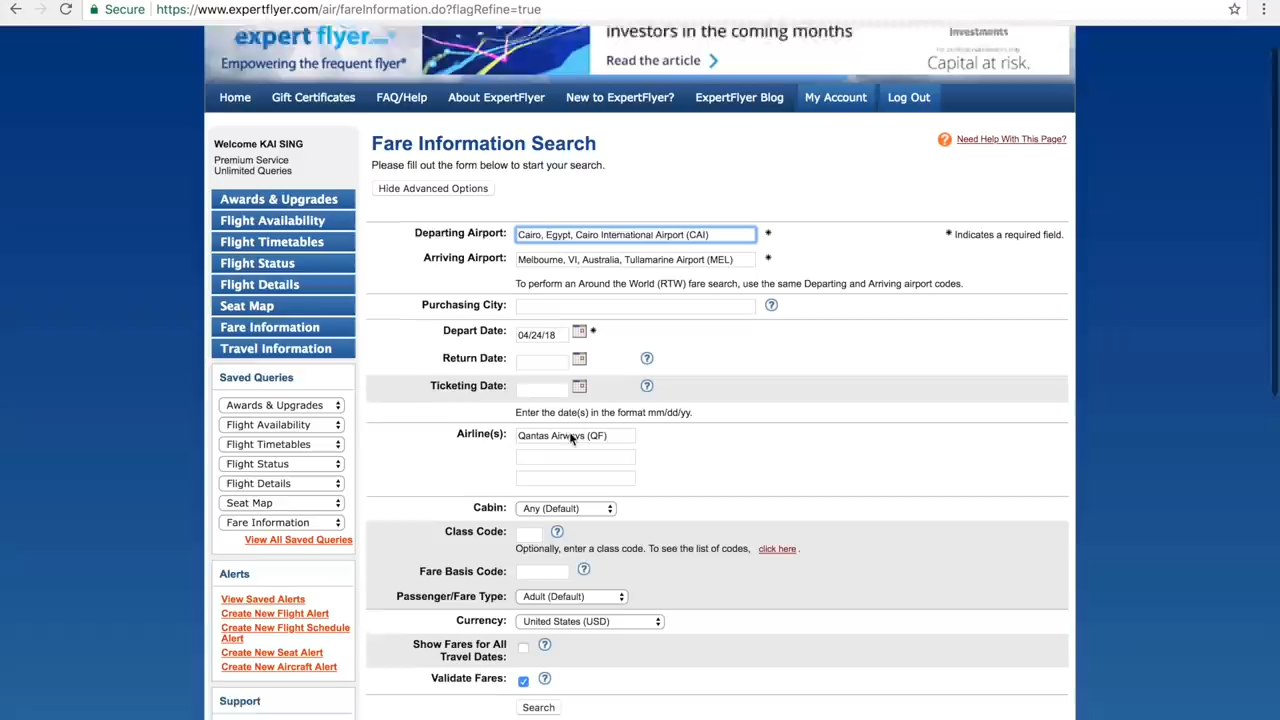 Secure https://www.expertflyer.com/air/fareInformation.do?flagRefine=true
expert flyer
Empowering the frequent flyer®
Investors in the coming months
Read the article
Investments
Capital at risk.
Home Gift Certificates FAQ/Help About ExpertFlyer New to ExpertFlyer? ExpertFlyer Blog My Account Log Out
Welcome KAI SING
Premium Service
Unlimited Queries
Awards & Upgrades
Flight Availability
Flight Timetables
Flight Status
Flight Details
Seat Map
Fare Information
Travel Information
Saved Queries
Awards & Upgrades
Flight Availability
Flight Timetables
Flight Status
Flight Details
Seat Map
Fare Information
View All Saved Queries
Alerts
View Saved Alerts
Create New Flight Alert
Create New Flight Schedule
Alert
Create New Seat Alert
Create New Aircraft Alert
Support
Fare Information Search
Need Help With This Page?
Please fill out the form below to start your search.
Hide Advanced Options
Departing Airport: Cairo, Egypt, Cairo International Airport (CAI) *
* Indicates a required field.
Arriving Airport: Melbourne, VI, Australia, Tullamarine Airport (MEL) *
To perform an Around the World (RTW) fare search, use the same Departing and Arriving airport codes.
Purchasing City: ?
Depart Date: 04/24/18 *
Return Date: ?
Ticketing Date: ?
Enter the date(s) in the format mm/dd/yy.
Airline(s): Qantas Airways (QF)
Cabin: Any (Default)
Class Code: ?
Optionally, enter a class code. To see the list of codes, click here .
Fare Basis Code: ?
Passenger/Fare Type: Adult (Default)
Currency: United States (USD)
Show Fares for All
Travel Dates: ?
Validate Fares: ?
Search